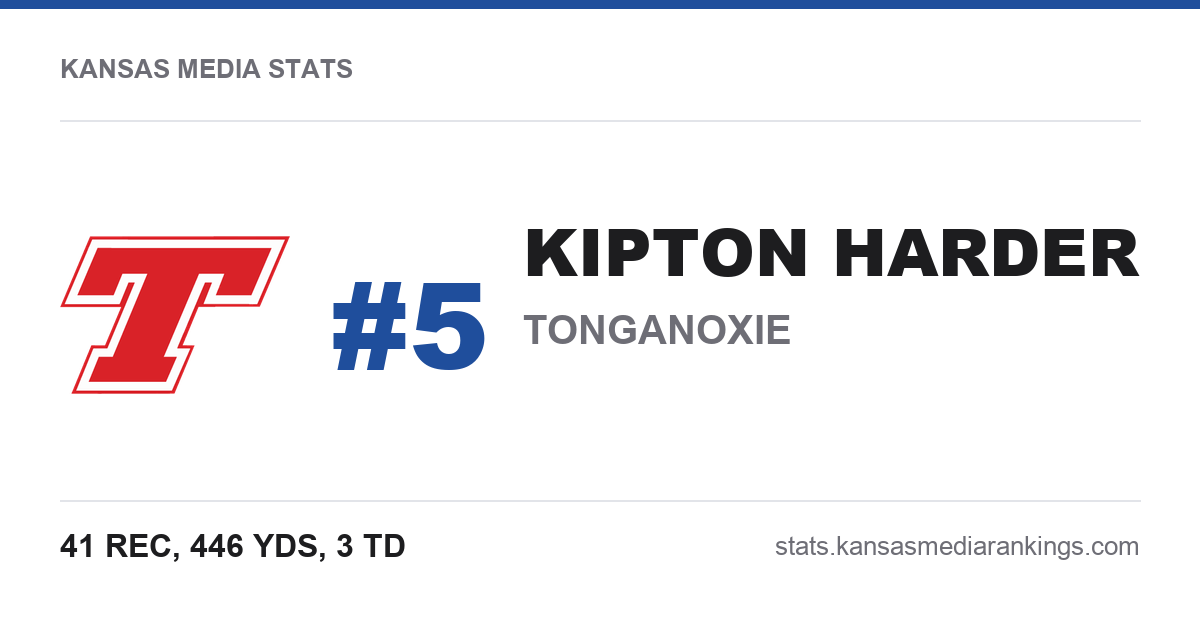 KANSAS MEDIA STATS
T
#5
KIPTON HARDER
TONGANOXIE
41 REC, 446 YDS, 3 TD
stats.kansasmediarankings.com